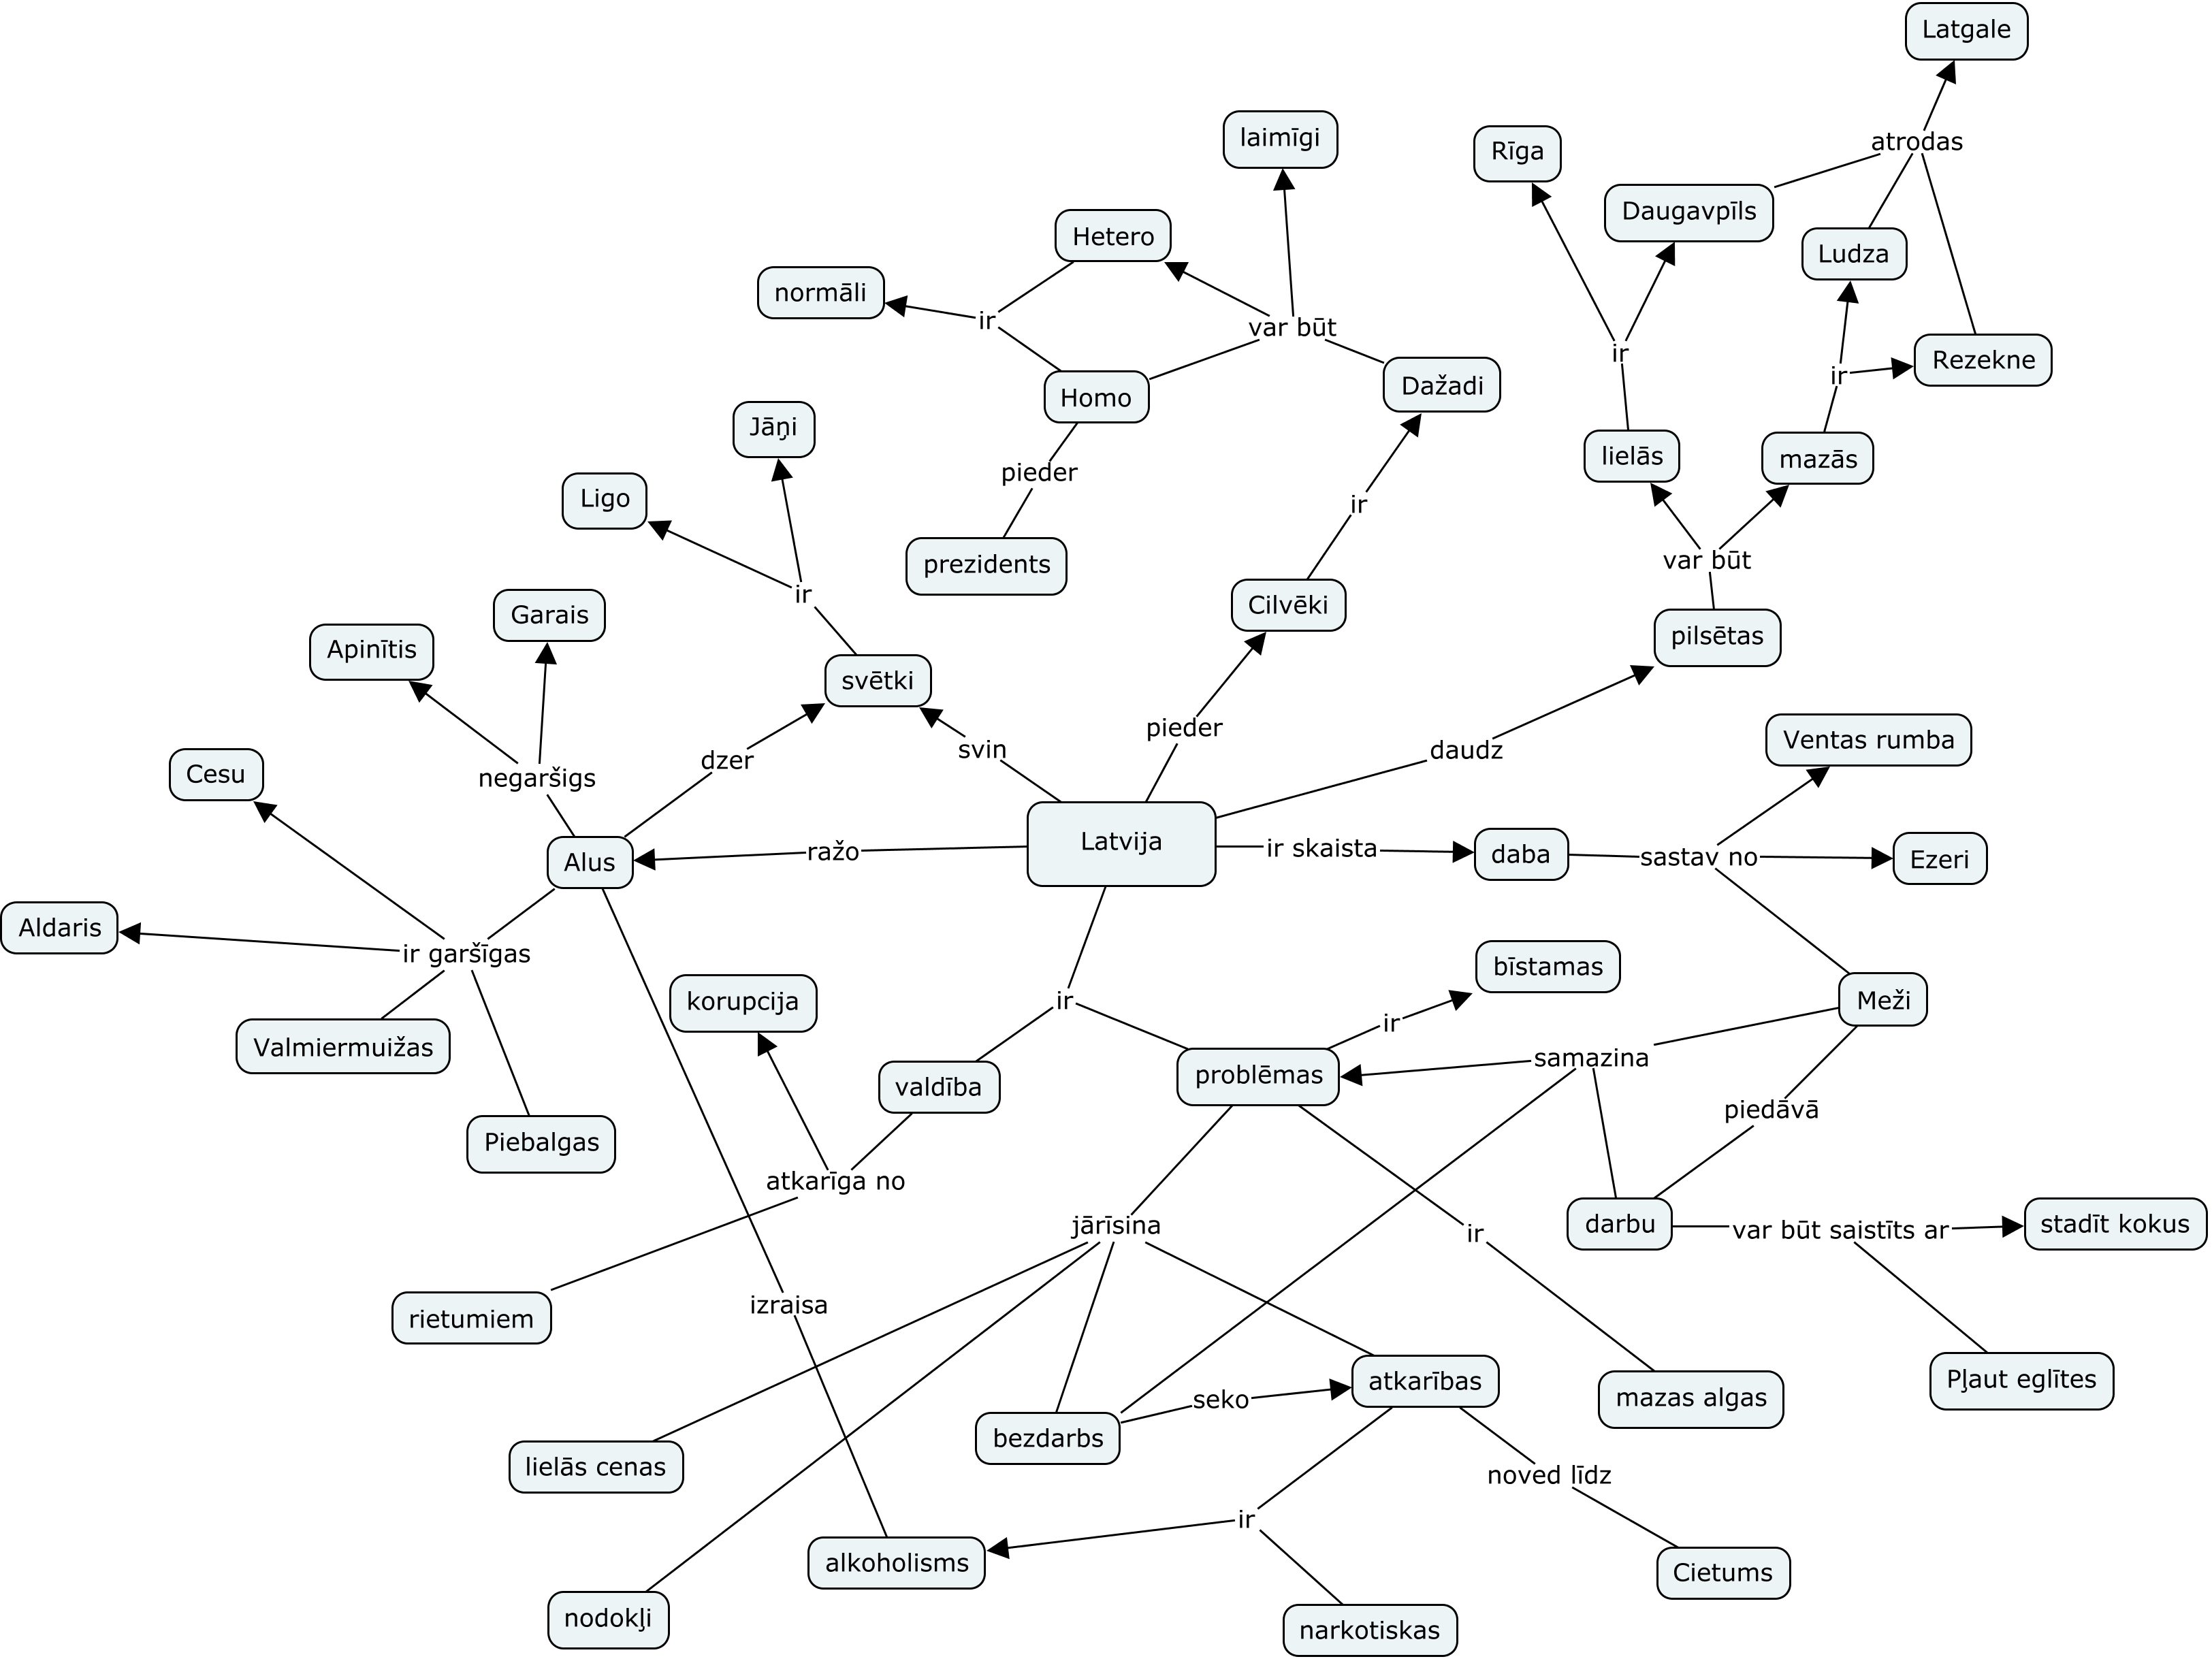 Latgale
laimīgi
Rīga
atrodas
Daugavpīls
Hetero
Ludza
normāli
ir
var būt
ir
Rezekne
ir
Dažadi
Homo
Jāņi
lielās
mazās
pieder
Ligo
ir
prezidents
var būt
ir
Cilvēki
Garais
pilsētas
Apinītis
svētki
pieder
Ventas rumba
svin
daudz
dzer
Cesu
negaršigs
Latvija
ražo
ir skaista
daba
sastav no
Ezeri
Alus
Aldaris
ir garšīgas
bīstamas
korupcija
ir
Meži
ir
Valmiermuižas
samazina
problēmas
valdība
piedāvā
Piebalgas
atkarīga no
jārīsina
darbu
stadīt kokus
var būt saistīts ar
ir
izraisa
rietumiem
Pļaut eglītes
atkarības
mazas algas
seko
bezdarbs
lielās cenas
noved līdz
ir
alkoholisms
Cietums
nodokļi
narkotiskas